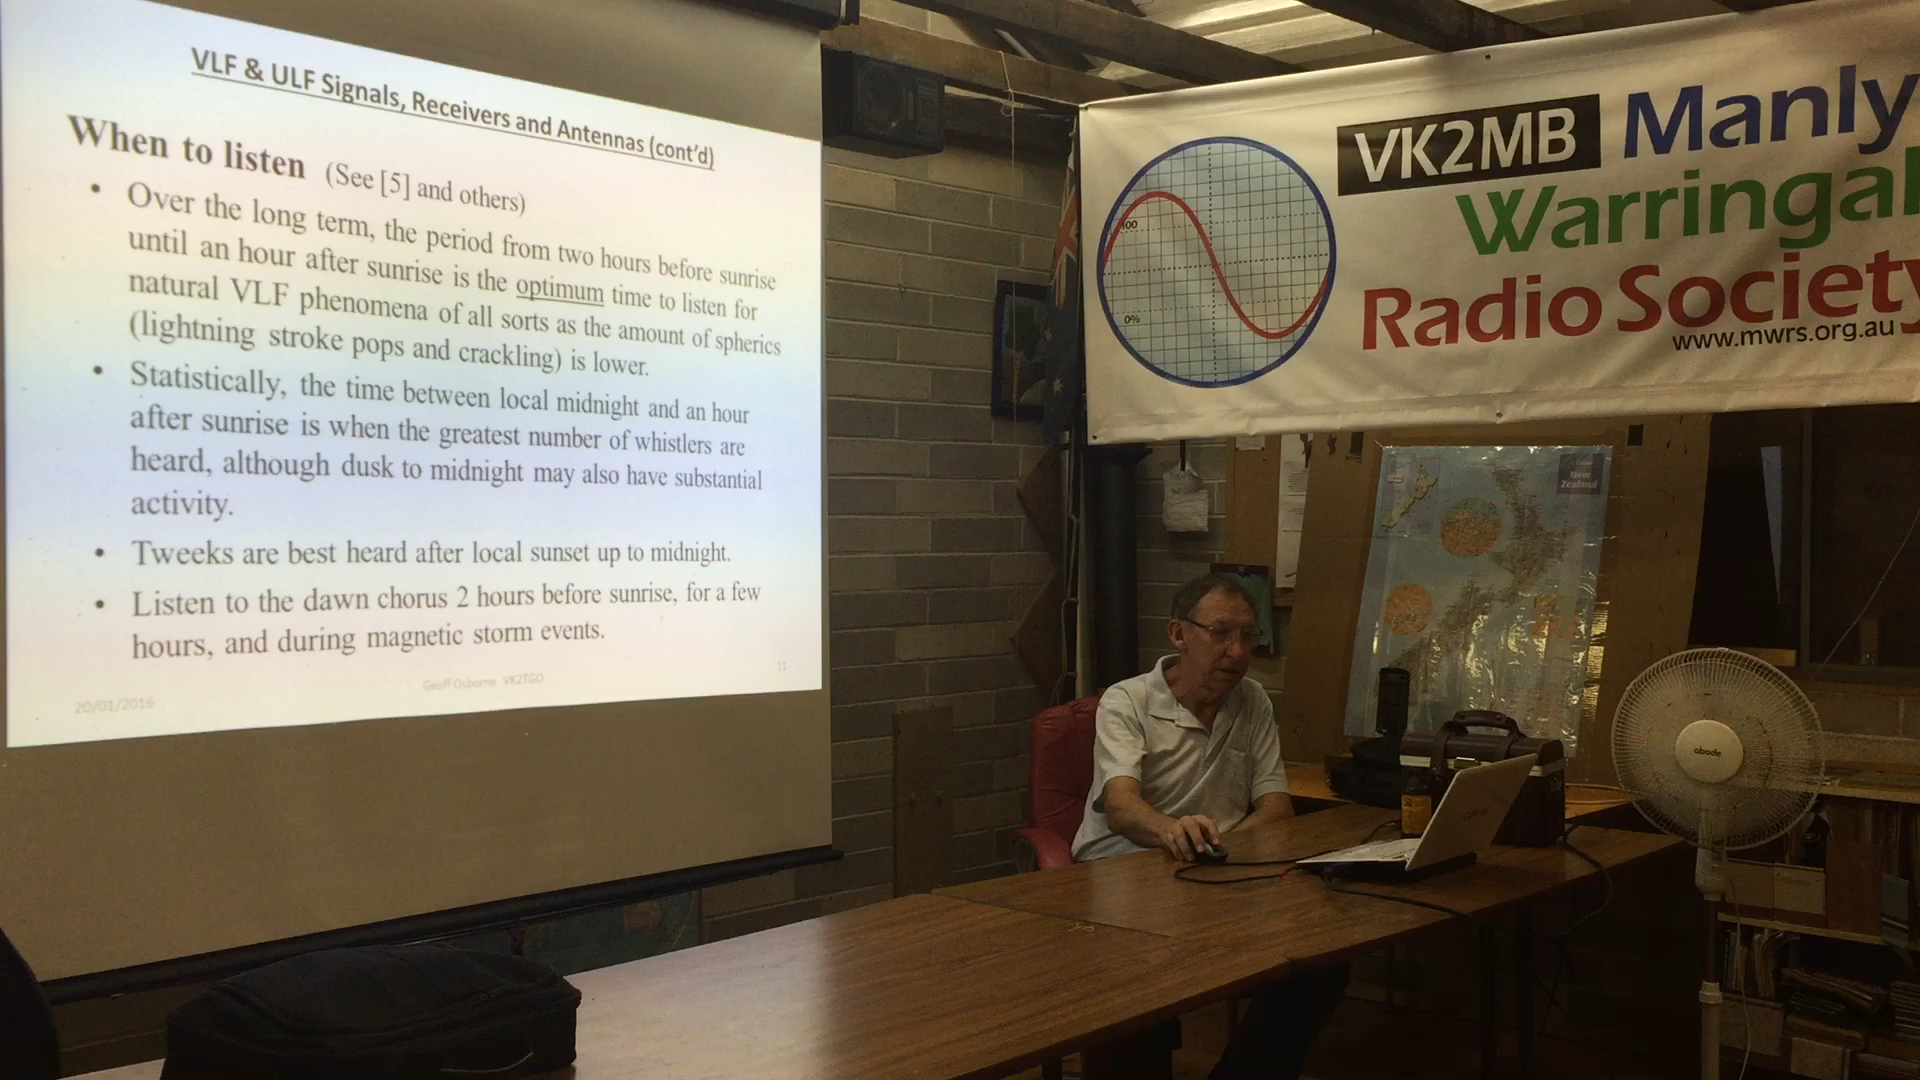 VLF & ULF Signals, Receivers and Antennas (cont'd)
When to listen (See [5] and others)
• Over the long term, the period from two hours before sunrise
until an hour after sunrise is the optimum time to listen for
natural VLF phenomena of all sorts as the amount of spherics
(lightning stroke pops and crackling) is lower.
• Statistically, the time between local midnight and an hour
after sunrise is when the greatest number of whistlers are
heard, although dusk to midnight may also have substantial
activity.
• Tweeks are best heard after local sunset up to midnight.
• Listen to the dawn chorus 2 hours before sunrise, for a few
hours, and during magnetic storm events.
20/01/2016
Geoff Osborne VK2TGO
11
VK2MB Manly
Warringah
Radio Society
www.mwrs.org.au
100
0%
New
Zealand
abode